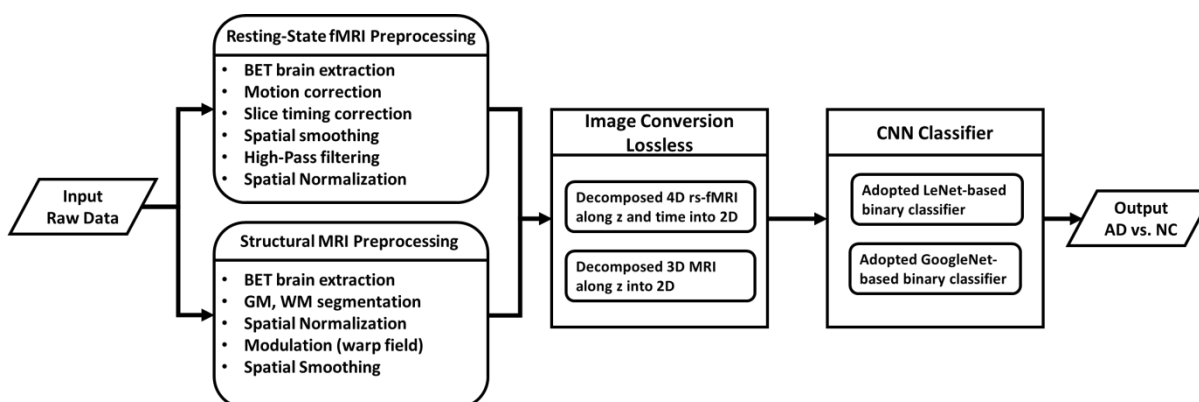 Input
Raw Data
Resting-State fMRI Preprocessing
• BET brain extraction
• Motion correction
• Slice timing correction
• Spatial smoothing
• High-Pass filtering
• Spatial Normalization
Structural MRI Preprocessing
• BET brain extraction
• GM, WM segmentation
• Spatial Normalization
• Modulation (warp field)
• Spatial Smoothing
Image Conversion
Lossless
Decomposed 4D rs-fMRI
along z and time into 2D
Decomposed 3D MRI
along z into 2D
CNN Classifier
Adopted LeNet-based
binary classifier
Adopted GoogleNet-
based binary classifier
Output
AD vs. NC